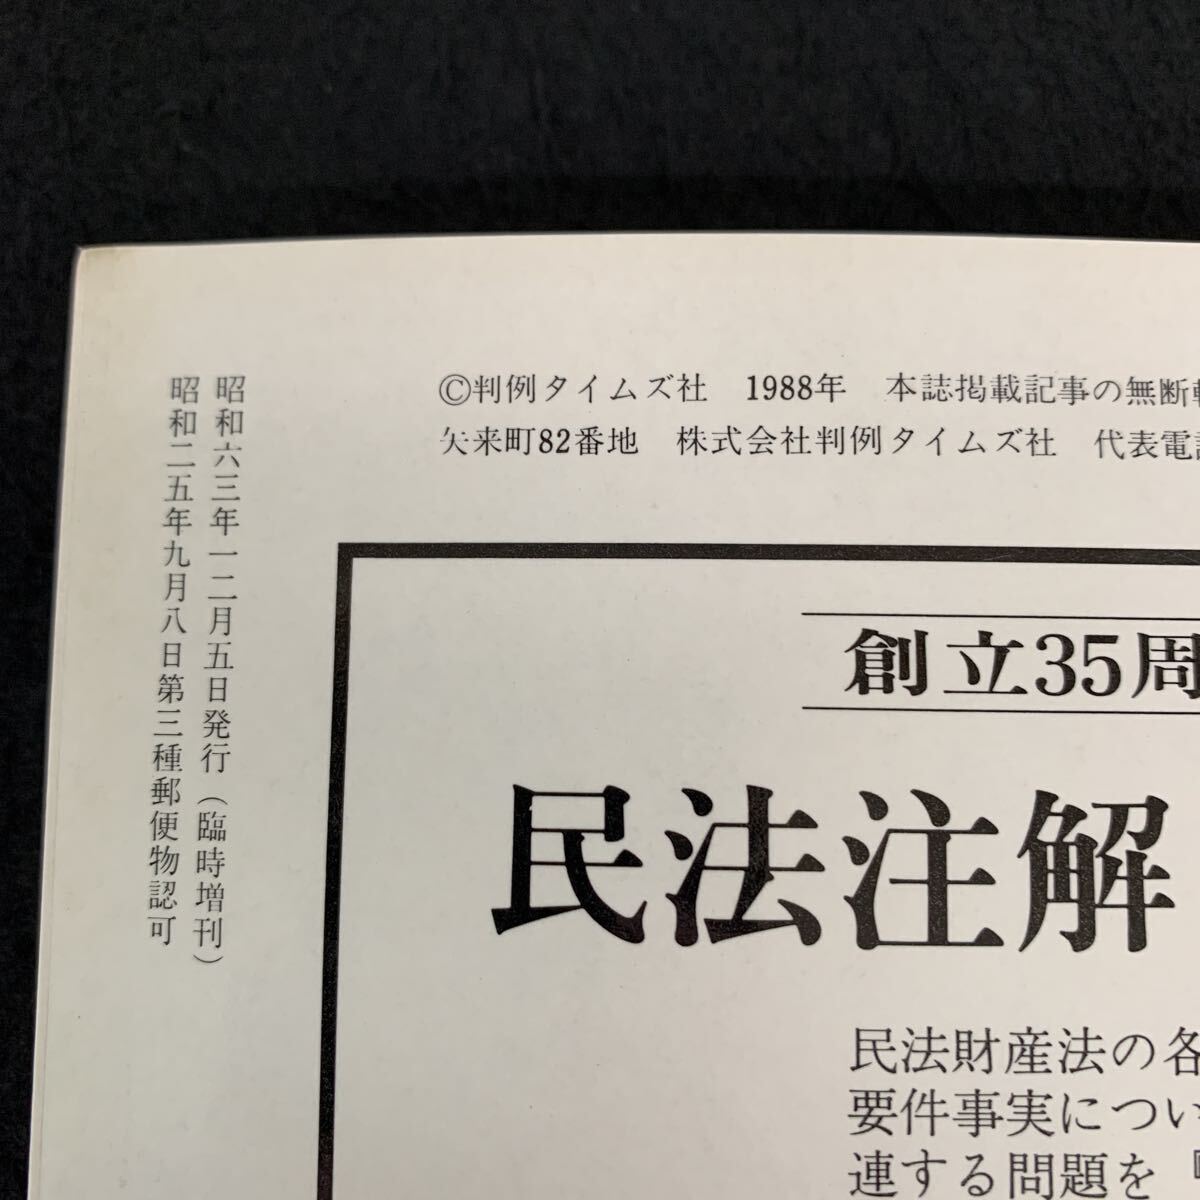 ©判例タイムズ社　1988年　本誌掲載記事の無断
矢来町82番地　株式会社判例タイムズ社　代表電話
昭和六三年一二月五日発行（臨時増刊）
昭和二五年九月八日第三種郵便物認可
創立35周
民法注解
民法財産法の各
要件事実につい
連する問題を『